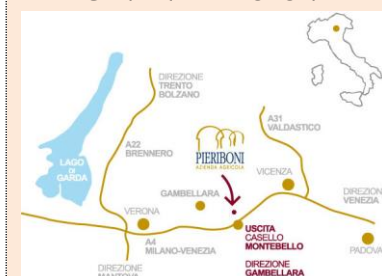 DIREZIONE
TRENTO
BOLZANO
A22
BRENNERO
A31
VALDASTICO
PIERIBONI
AZIENDA AGRICOLA
LAGO
DI
GARDA
GAMBELLARA
VICENZA
DIREZIONE
VENEZIA
VERONA
A4
MILANO-VENEZIA
USCITA
CASELLO
MONTEBELLO
PADOVA
DIREZIONE
GAMBELLARA
DIREZIONE
MANTOVA